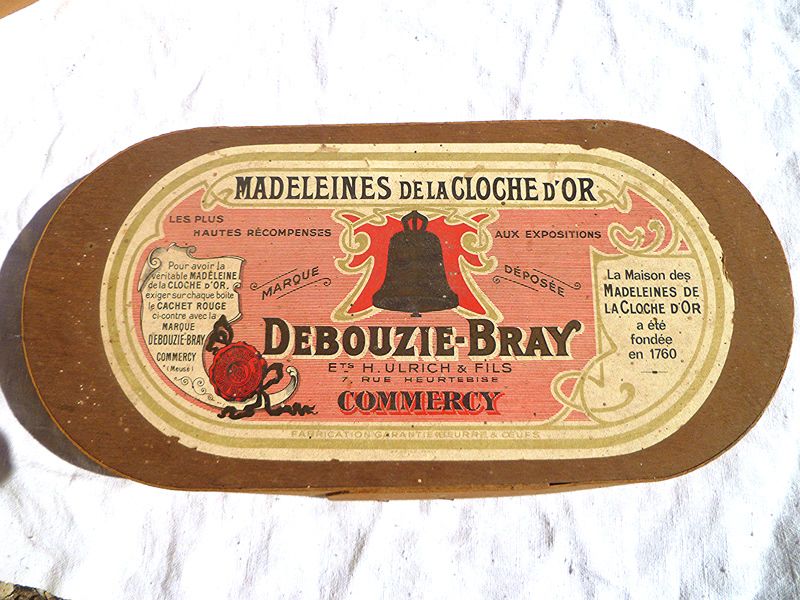 MADELEINES DE LA CLOCHE D'OR
LES PLUS
HAUTES RÉCOMPENSES
AUX EXPOSITIONS
MARQUE
DÉPOSÉE
Pour avoir la
véritable MADELEINE
de la CLOCHE D'OR,
exiger sur chaque boîte
le CACHET ROUGE
ci-contre avec la
MARQUE
DEBOUZIE-BRAY
COMMERCY
(Meuse)
DEBOUZIE-BRAY
ETS H. ULRICH & FILS
7, RUE HEURTEBISE
COMMERCY
La Maison des
MADELEINES DE
LA CLOCHE D'OR
a été
fondée
en 1760
FABRICATION GARANTIE BEURRE & ŒUFS